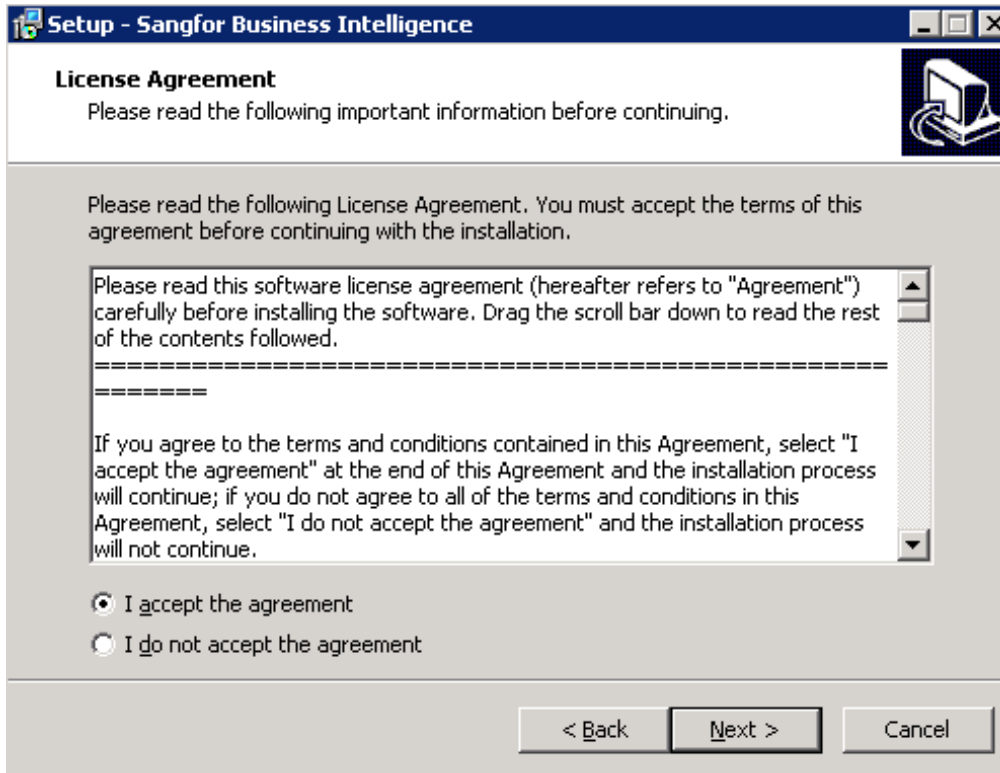 Setup - Sangfor Business Intelligence
License Agreement
Please read the following important information before continuing.
Please read the following License Agreement. You must accept the terms of this
agreement before continuing with the installation.
Please read this software license agreement (hereafter refers to "Agreement")
carefully before installing the software. Drag the scroll bar down to read the rest
of the contents followed.
==================================================
=======
If you agree to the terms and conditions contained in this Agreement, select "I
accept the agreement" at the end of this Agreement and the installation process
will continue; if you do not agree to all of the terms and conditions in this
Agreement, select "I do not accept the agreement" and the installation process
will not continue.
I accept the agreement
I do not accept the agreement
< Back
Next >
Cancel